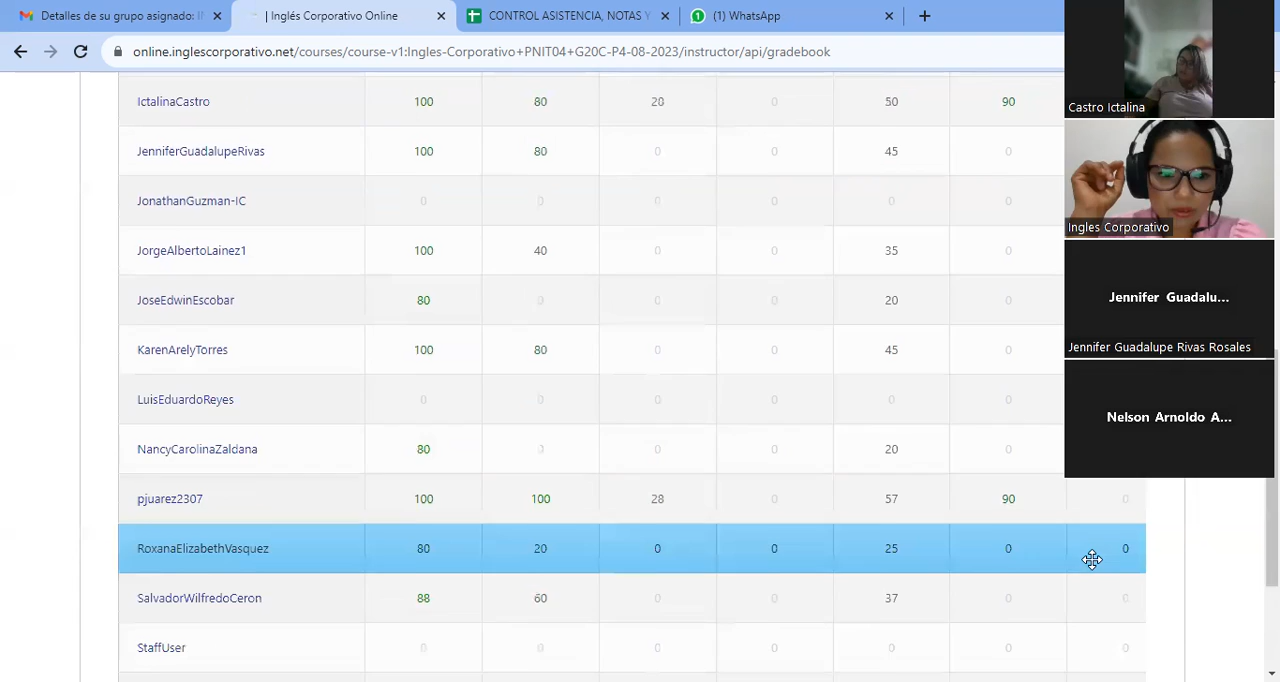 Detalles de su grupo asignado: I
| Inglés Corporativo Online
CONTROL ASISTENCIA, NOTAS Y
(1) WhatsApp
online.inglescorporativo.net/courses/course-v1:Ingles-Corporativo+PNIT04+G20C-P4-08-2023/instructor/api/gradebook
IctalinaCastro 100 80 20 0 50 90
JenniferGuadalupeRivas 100 80 0 0 45 0
JonathanGuzman-IC 0 0 0 0 0 0
JorgeAlbertoLainez1 100 40 0 0 35 0
JoseEdwinEscobar 80 0 0 0 20 0
KarenArelyTorres 100 80 0 0 45 0
LuisEduardoReyes 0 0 0 0 0 0
NancyCarolinaZaldana 80 0 0 0 20 0
pjuarez2307 100 100 28 0 57 90 0
RoxanaElizabethVasquez 80 20 0 0 25 0 0
SalvadorWilfredoCeron 88 60 0 0 37 0 0
StaffUser 0 0 0 0 0 0 0
Castro Ictalina
Ingles Corporativo
Jennifer Guadalu...
Jennifer Guadalupe Rivas Rosales
Nelson Arnoldo A...